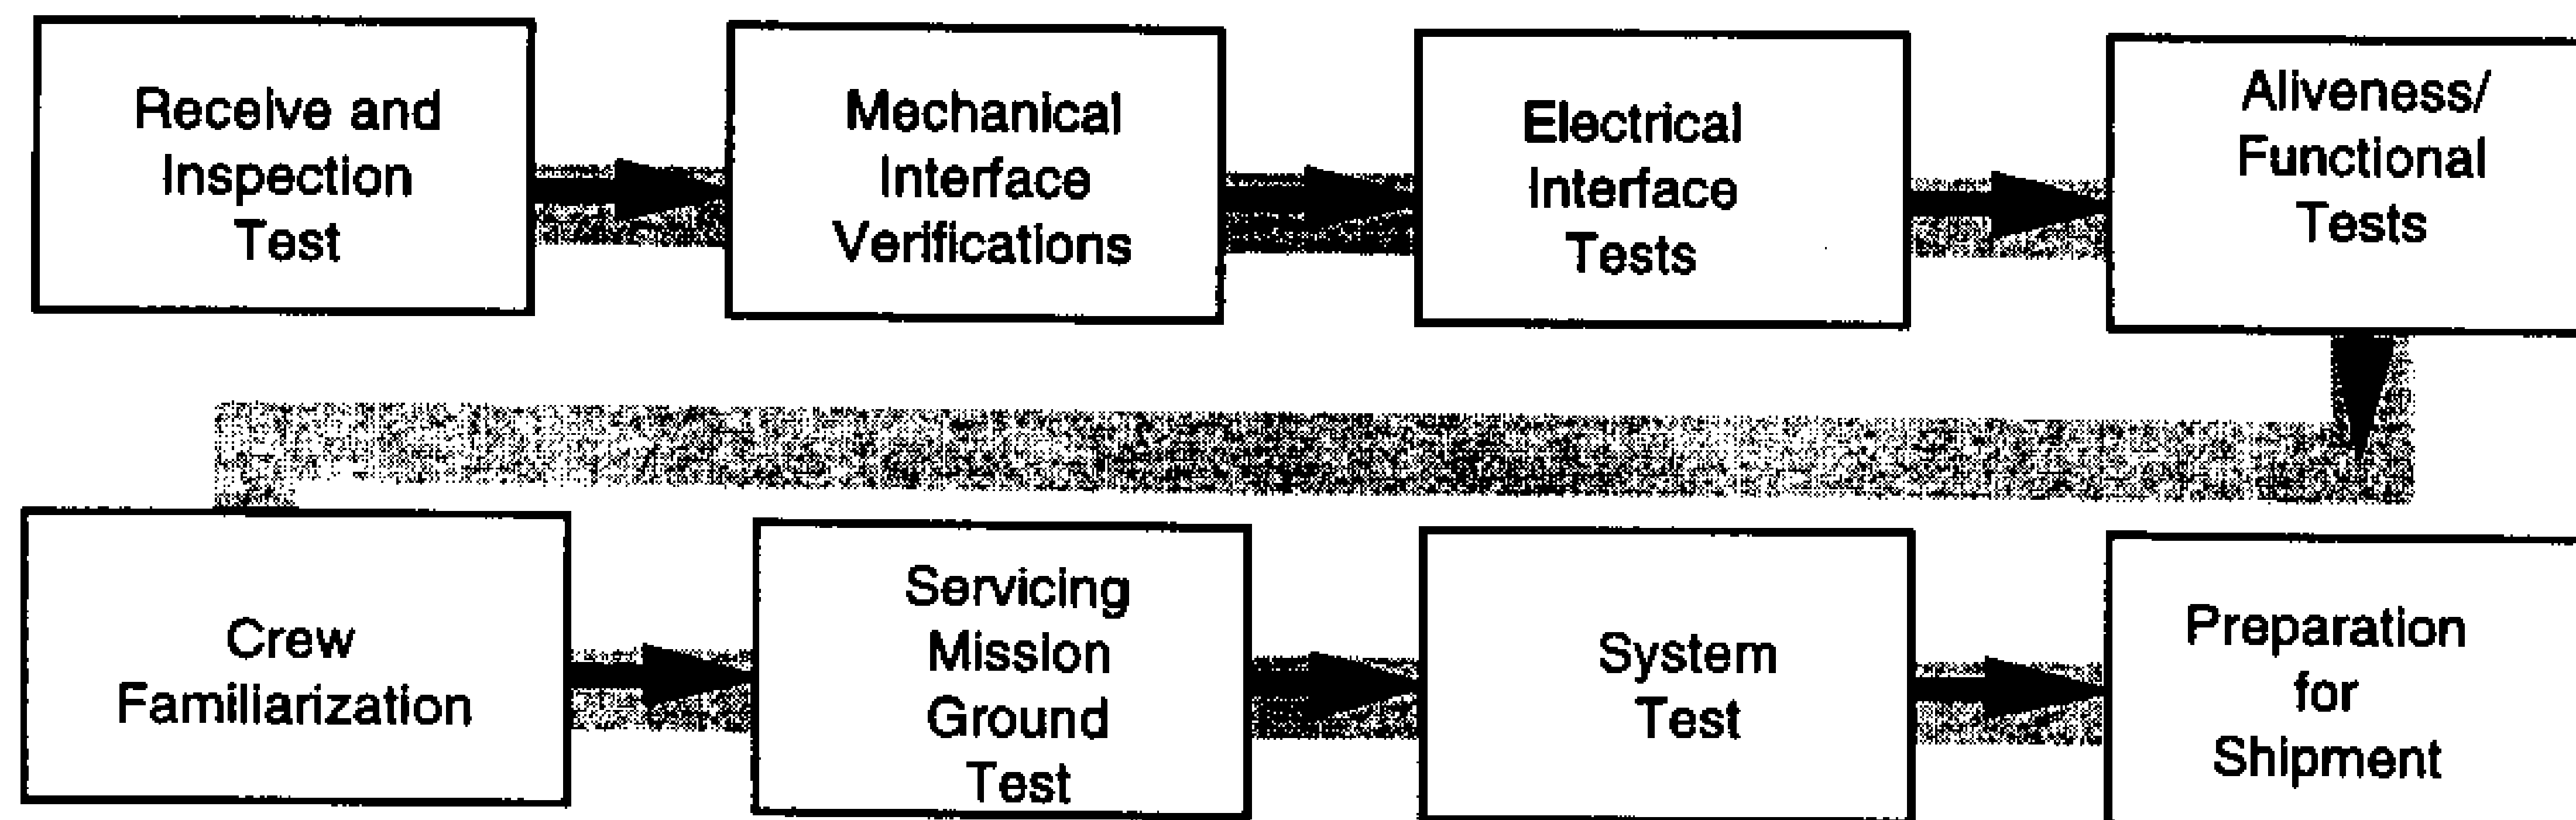 Receive and
Inspection
Test
Mechanical
Interface
Verifications
Electrical
Interface
Tests
Aliveness/
Functional
Tests
Crew
Familiarization
Servicing
Mission
Ground
Test
System
Test
Preparation
for
Shipment